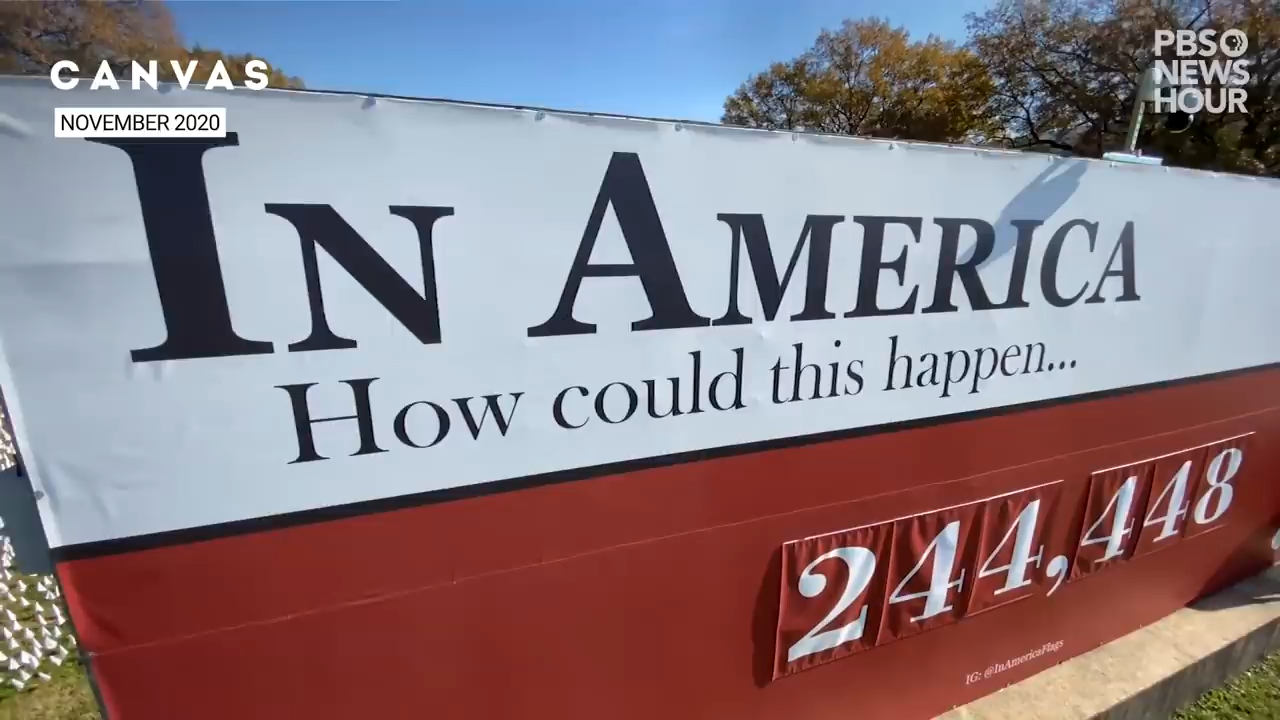 CANVAS
NOVEMBER 2020
PBS
NEWS
HOUR
IN AMERICA
How could this happen...
244,448
IG: @InAmericaFlags